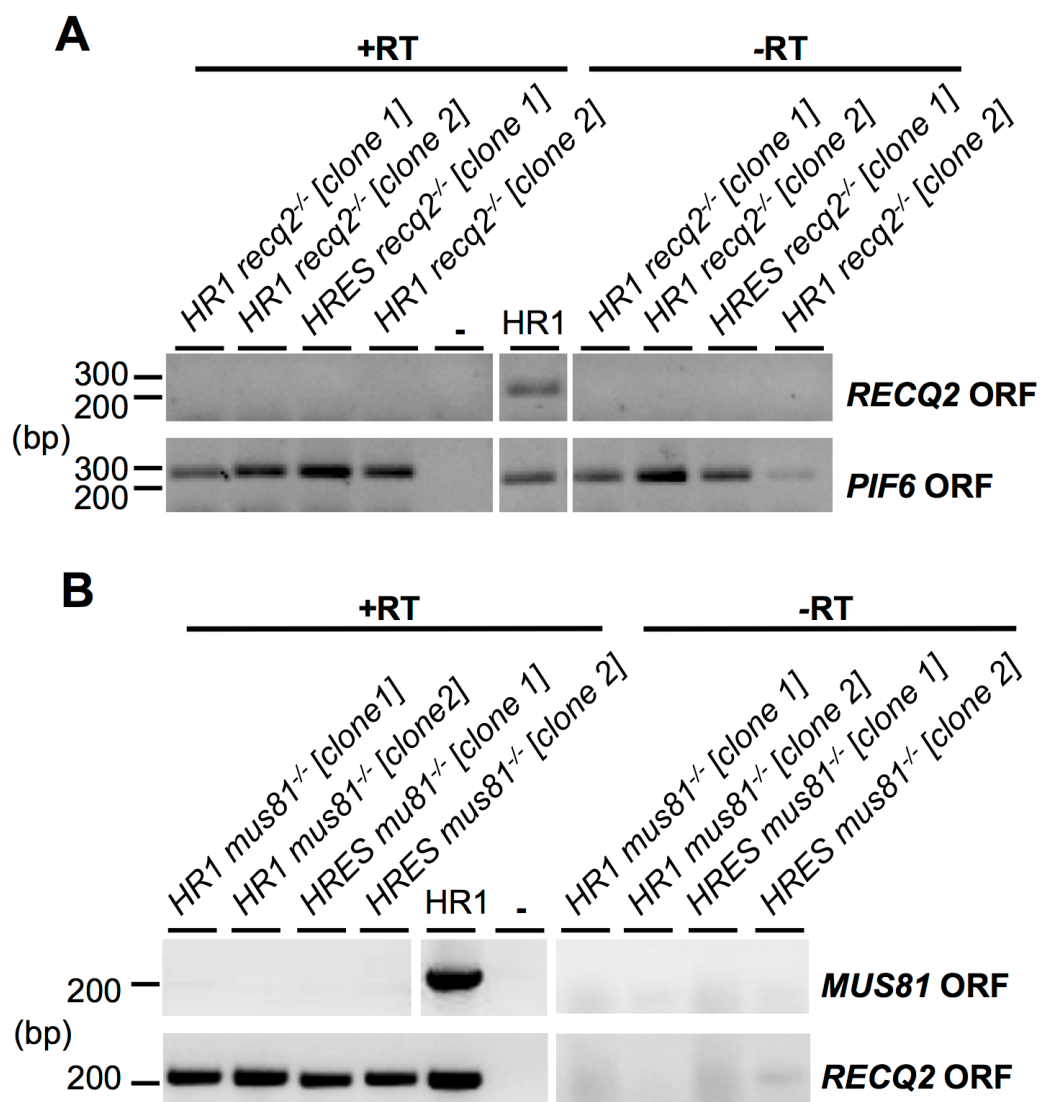 A
+RT -RT
HR1 recq2-/- [clone 1]
HR1 recq2-/- [clone 2]
HRES recq2-/- [clone 1]
HR1 recq2-/- [clone 2]
-
HR1
HR1 recq2-/- [clone 1]
HR1 recq2-/- [clone 2]
HRES recq2-/- [clone 1]
HR1 recq2-/- [clone 2]
300
200
RECQ2 ORF
(bp)
300
200
PIF6 ORF
B
+RT -RT
HR1 mus81-/- [clone1]
HR1 mus81-/- [clone2]
HRES mu81-/- [clone 1]
HRES mus81-/- [clone 2]
HR1
-
HR1 mus81-/- [clone 1]
HR1 mus81-/- [clone 2]
HRES mus81-/- [clone 1]
HRES mus81-/- [clone 2]
200
MUS81 ORF
(bp)
200
RECQ2 ORF